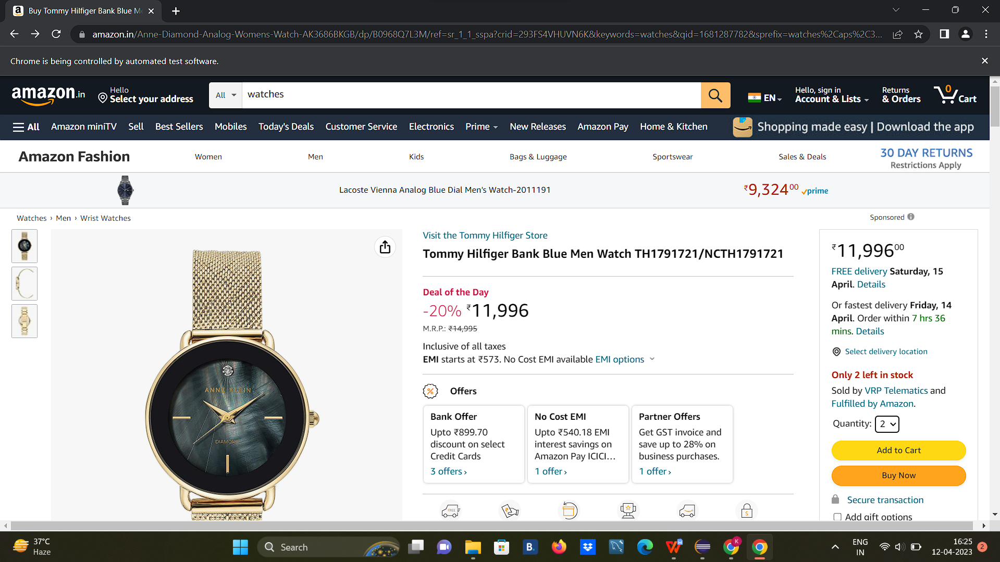 Buy Tommy Hilfiger Bank Blue Me
amazon.in/Anne-Diamond-Analog-Womens-Watch-AK3686BKGB/dp/B0968Q7L3M/ref=sr_1_1_sspa?crid=293FS4VHUVN6K&keywords=watches&qid=1681287782&sprefix=watches%2Caps%2C3...
Chrome is being controlled by automated test software.
amazon.in
Hello
Select your address
All
watches
EN
Hello, sign in
Account & Lists
Returns
& Orders
0
Cart
All
Amazon miniTV
Sell
Best Sellers
Mobiles
Today's Deals
Customer Service
Electronics
Prime
New Releases
Amazon Pay
Home & Kitchen
Shopping made easy | Download the app
Amazon Fashion
Women
Men
Kids
Bags & Luggage
Sportswear
Sales & Deals
30 DAY RETURNS
Restrictions Apply
Lacoste Vienna Analog Blue Dial Men's Watch-2011191
₹9,32400 prime
Watches › Men › Wrist Watches
Sponsored
ANNE KLEIN
DIAMOND
Visit the Tommy Hilfiger Store
Tommy Hilfiger Bank Blue Men Watch TH1791721/NCTH1791721
Deal of the Day
-20% ₹11,996
M.R.P.: ₹14,995
Inclusive of all taxes
EMI starts at ₹573. No Cost EMI available EMI options
Offers
Bank Offer
Upto ₹899.70
discount on select
Credit Cards
3 offers ›
No Cost EMI
Upto ₹540.18 EMI
interest savings on
Amazon Pay ICICI...
1 offer ›
Partner Offers
Get GST invoice and
save up to 28% on
business purchases.
1 offer ›
FREE
₹11,99600
FREE delivery Saturday, 15
April. Details
Or fastest delivery Friday, 14
April. Order within 7 hrs 36
mins. Details
Select delivery location
Only 2 left in stock
Sold by VRP Telematics and
Fulfilled by Amazon.
Quantity: 2
Add to Cart
Buy Now
Secure transaction
Add gift options
37°C
Haze
Search
B.
K
ENG
IN
16:25
12-04-2023
2